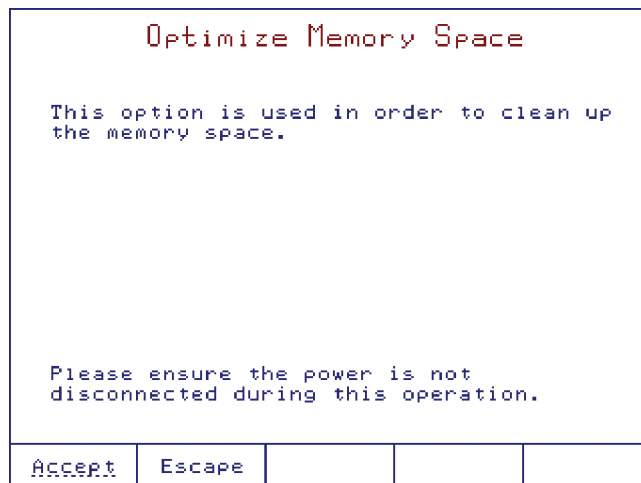 Optimize Memory Space
This option is used in order to clean up
the memory space.
Please ensure the power is not
disconnected during this operation.
Accept Escape